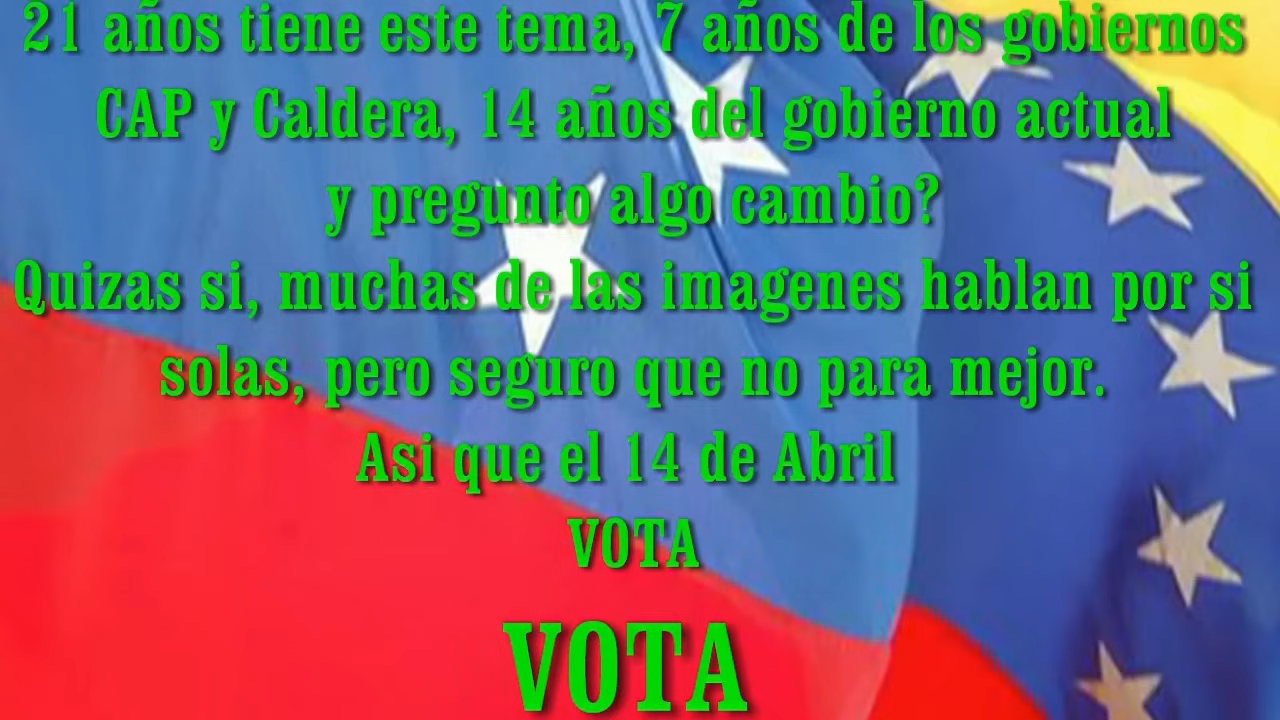 21 años tiene este tema, 7 años de los gobiernos
CAP y Caldera, 14 años del gobierno actual
y pregunto algo cambio?
Quizas si, muchas de las imagenes hablan por si
solas, pero seguro que no para mejor.
Asi que el 14 de Abril
VOTA
VOTA